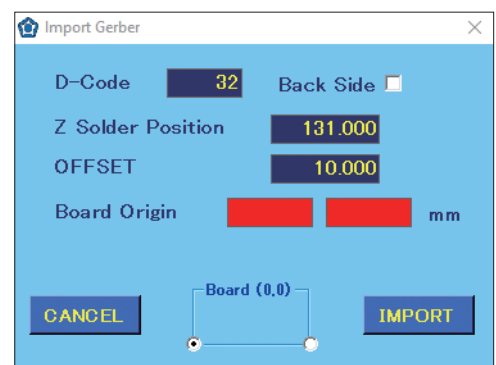 Import Gerber
D-Code 32 Back Side
Z Solder Position 131.000
OFFSET 10.000
Board Origin mm
Board (0,0)
CANCEL IMPORT